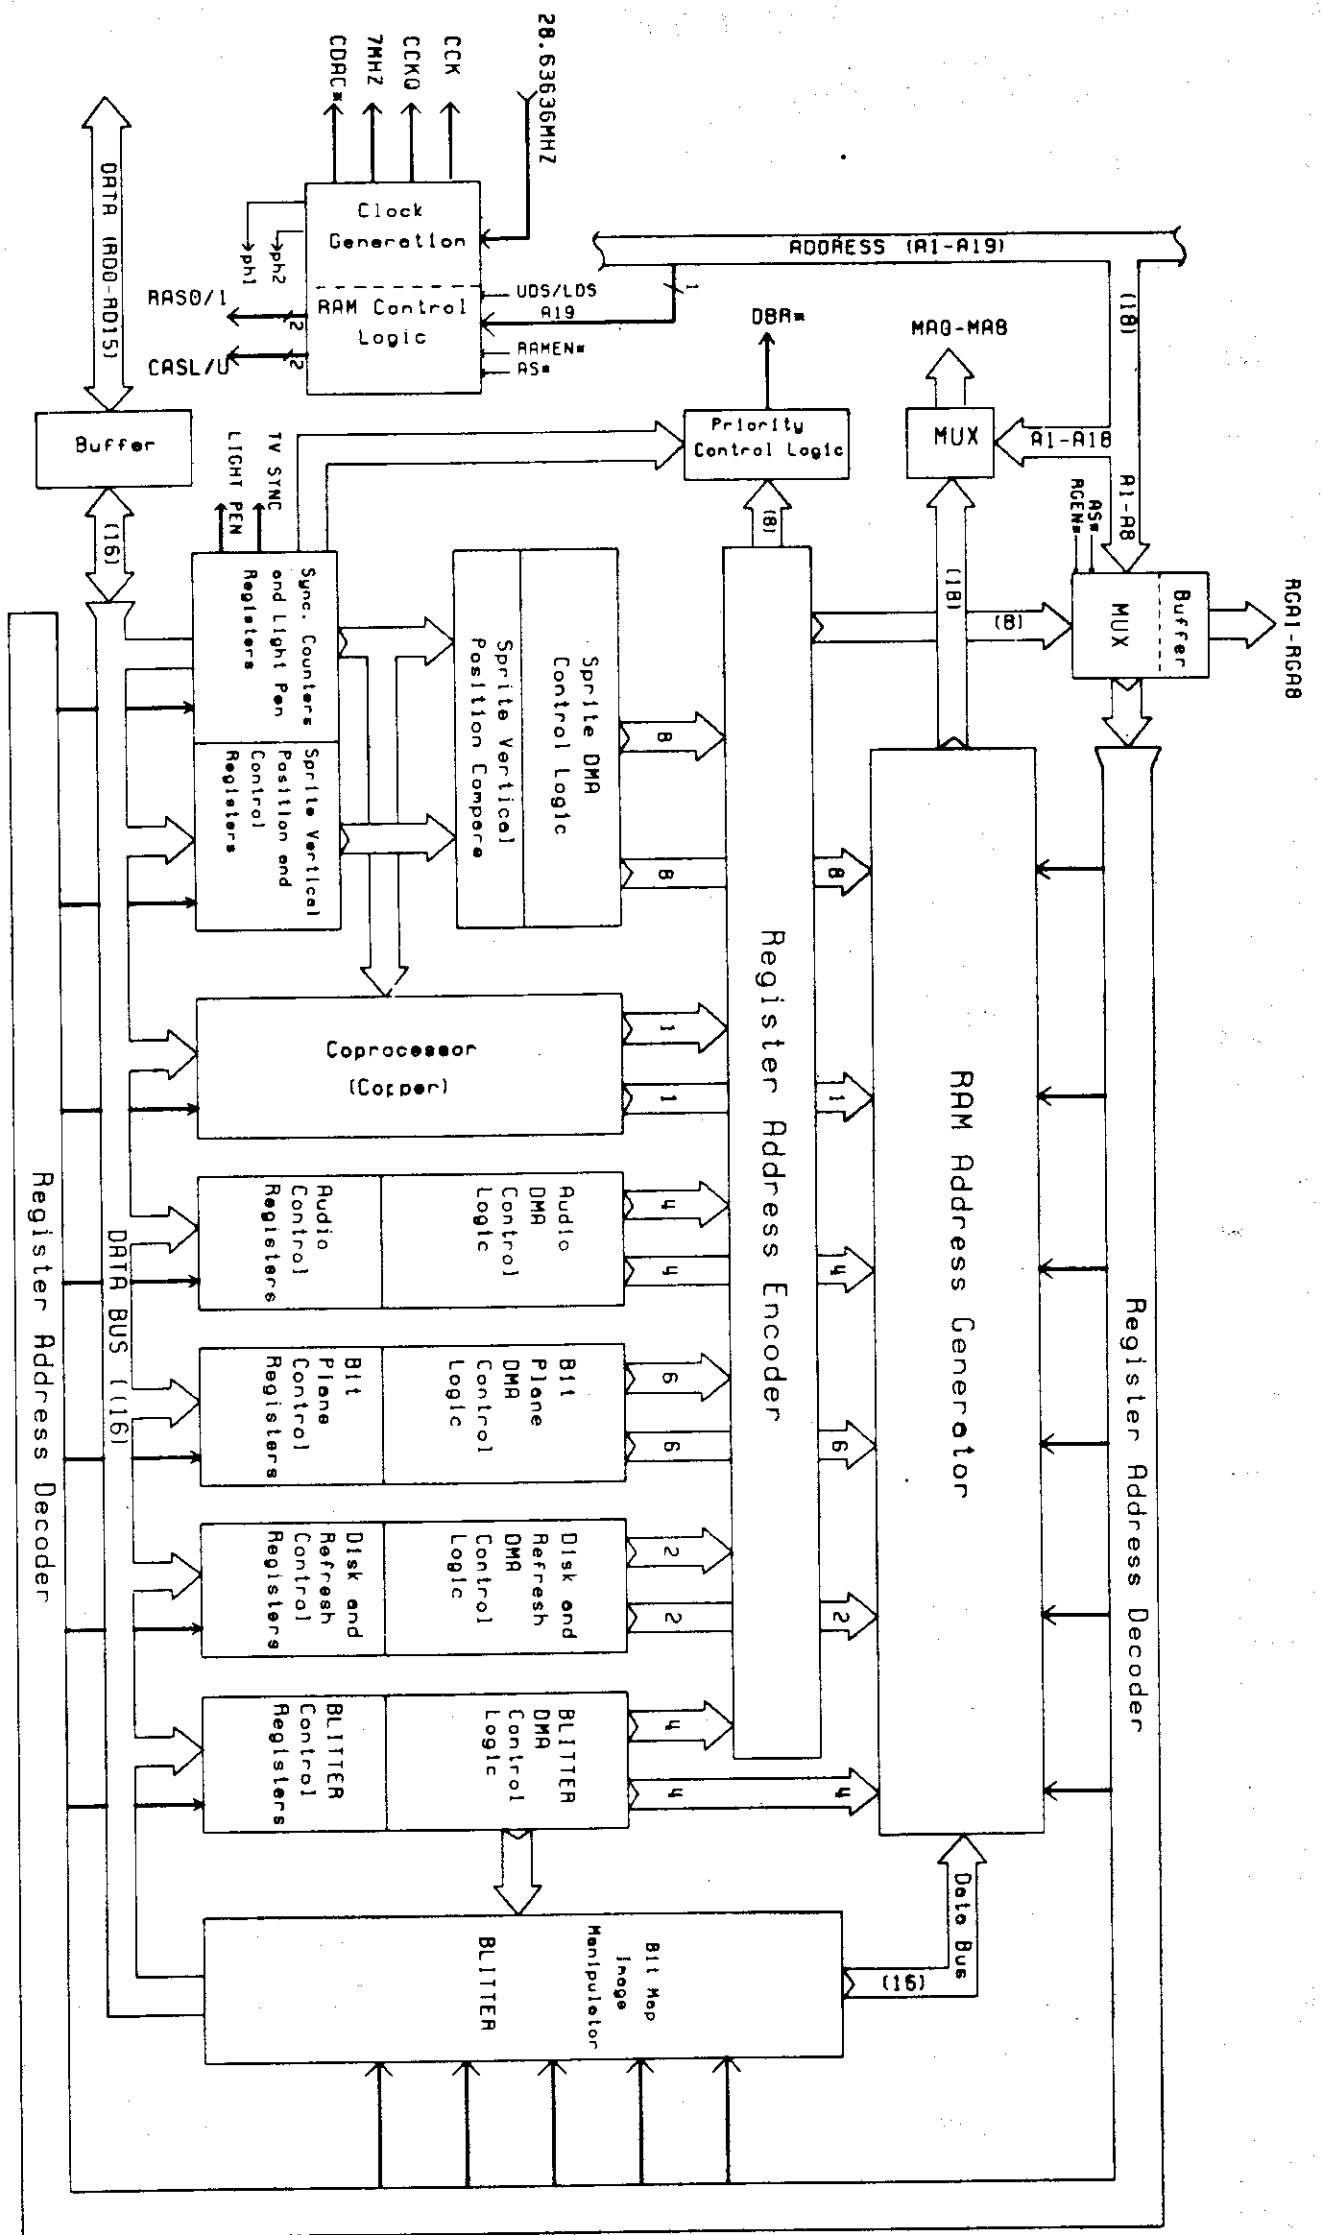 28.63636MHZ
CCK
CCKQ
7MHZ
CDAC*
Clock
Generation
RAM Control
Logic
ph1
ph2
RAS0/1
2
CASL/U
2
UDS/LDS
A19
1
RAMEN*
AS*
DATA (RD0-RD15)
Buffer
(16)
ADDRESS (A1-A19)
(18)
DBR*
Priority
Control Logic
(8)
MA0-MA8
MUX
A1-A18
(18)
A1-A8
AS*
RGEN*
MUX
Buffer
RGA1-RGA8
(8)
TV SYNC
LIGHT PEN
Sync. Counters
and Light Pen
Registers
Sprite Vertical
Position and
Control
Registers
Sprite Vertical
Position Compare
Sprite DMA
Control Logic
8
8
8
Coprocessor
(Copper)
1
1
1
Audio
Control
Registers
Audio
DMA
Control
Logic
4
4
4
Bit
Plane
Control
Registers
Bit
Plane
DMA
Control
Logic
6
6
6
Disk and
Refresh
Control
Registers
Disk and
Refresh
DMA
Control
Logic
2
2
2
BLITTER
Control
Registers
BLITTER
DMA
Control
Logic
4
4
4
Bit Map
Image
Manipulator
BLITTER
(16)
Data Bus
Register Address Encoder
RAM Address Generator
Register Address Decoder
DATA BUS ((16)
Register Address Decoder